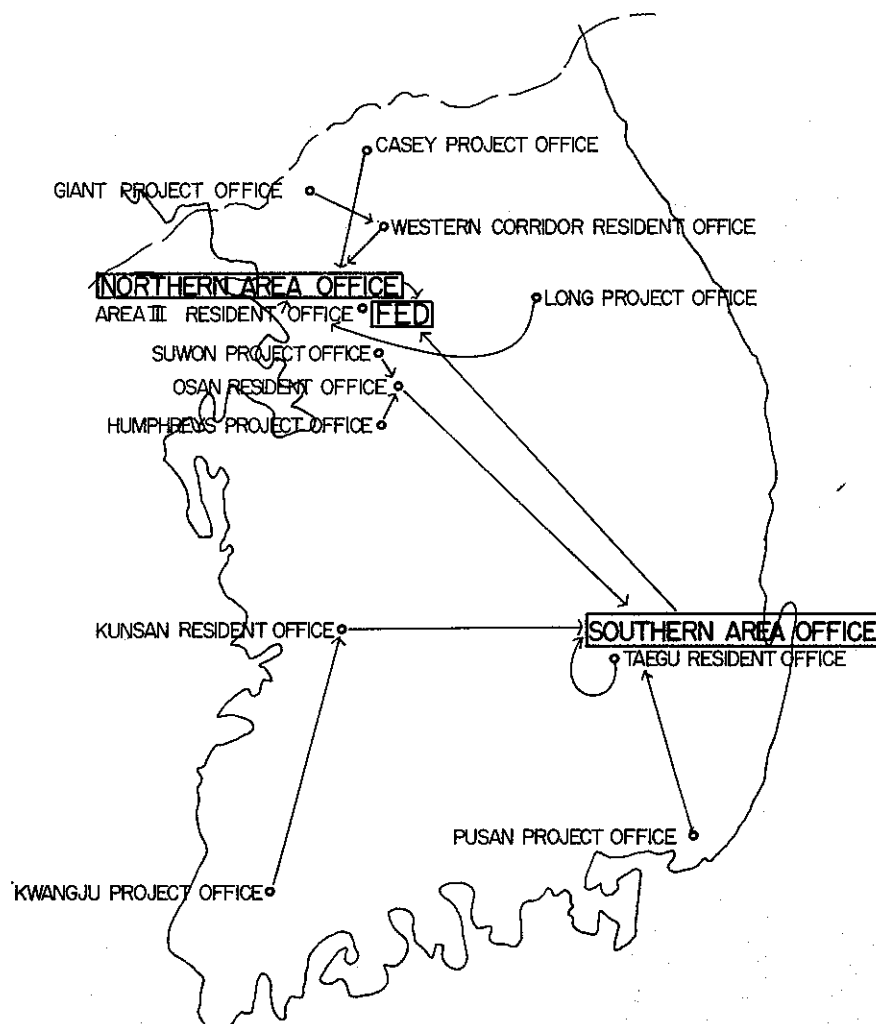 CASEY PROJECT OFFICE
GIANT PROJECT OFFICE
WESTERN CORRIDOR RESIDENT OFFICE
NORTHERN AREA OFFICE
LONG PROJECT OFFICE
AREA III RESIDENT OFFICE
FED
SUWON PROJECT OFFICE
OSAN RESIDENT OFFICE
HUMPHREYS PROJECT OFFICE
KUNSAN RESIDENT OFFICE
SOUTHERN AREA OFFICE
TAEGU RESIDENT OFFICE
PUSAN PROJECT OFFICE
KWANGJU PROJECT OFFICE